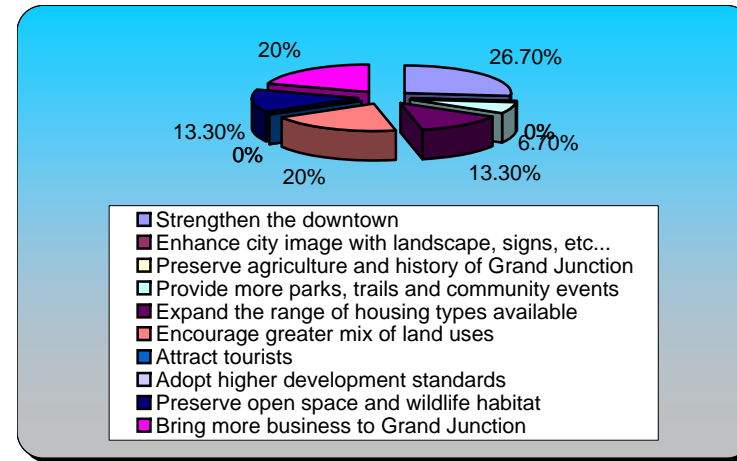 20%
26.70%
13.30%
0%
0%
6.70%
0%
0%
20%
13.30%
Strengthen the downtown
Enhance city image with landscape, signs, etc...
Preserve agriculture and history of Grand Junction
Provide more parks, trails and community events
Expand the range of housing types available
Encourage greater mix of land uses
Attract tourists
Adopt higher development standards
Preserve open space and wildlife habitat
Bring more business to Grand Junction